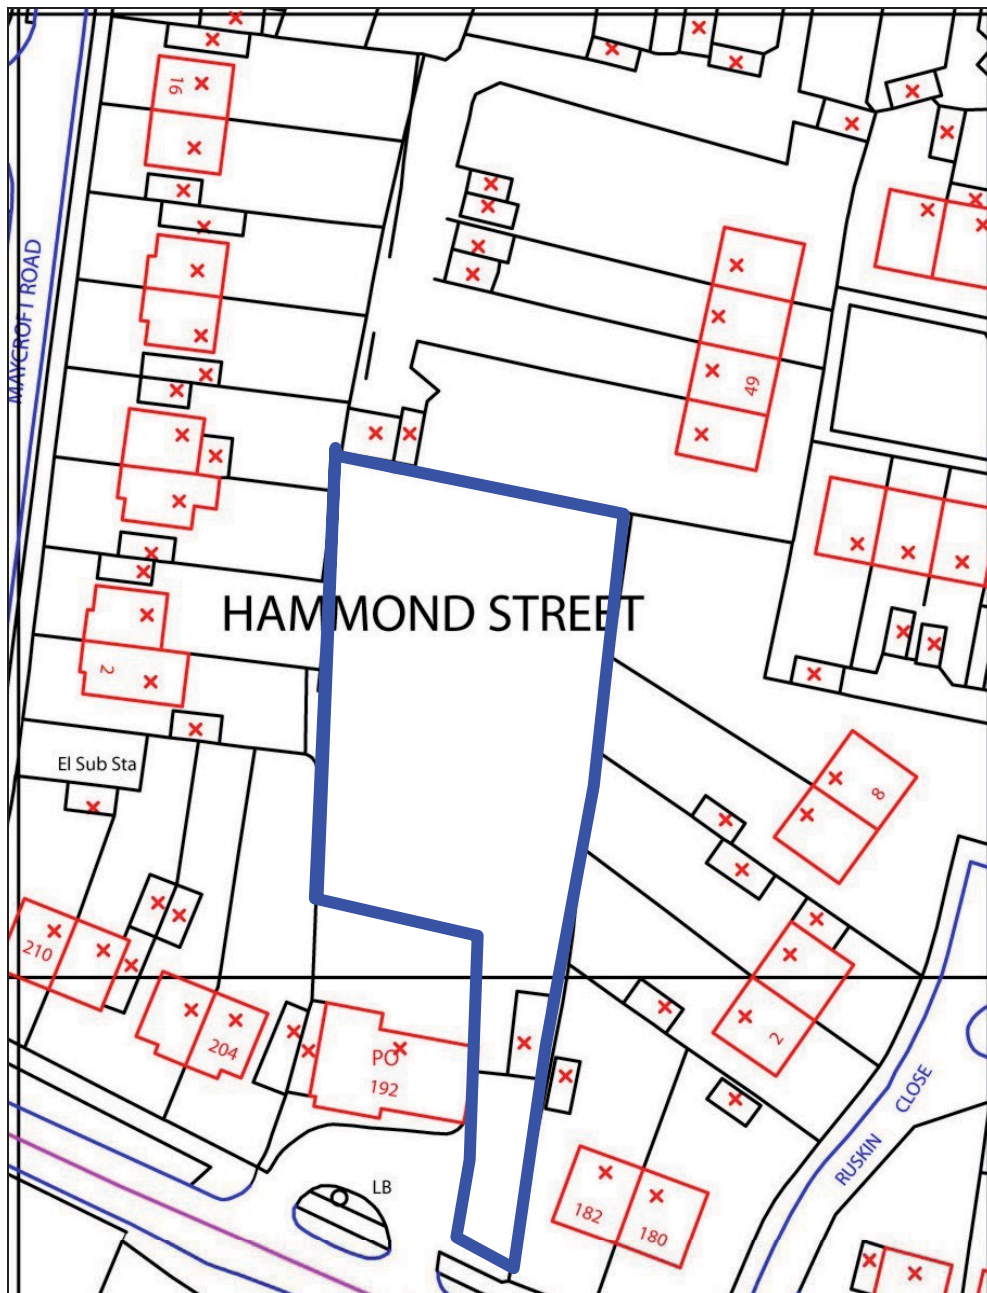 16
MAYCROFT ROAD
49
HAMMOND STREET
2
El Sub Sta
8
210
204
PO
192
2
CLOSE
RUSKIN
LB
182
180